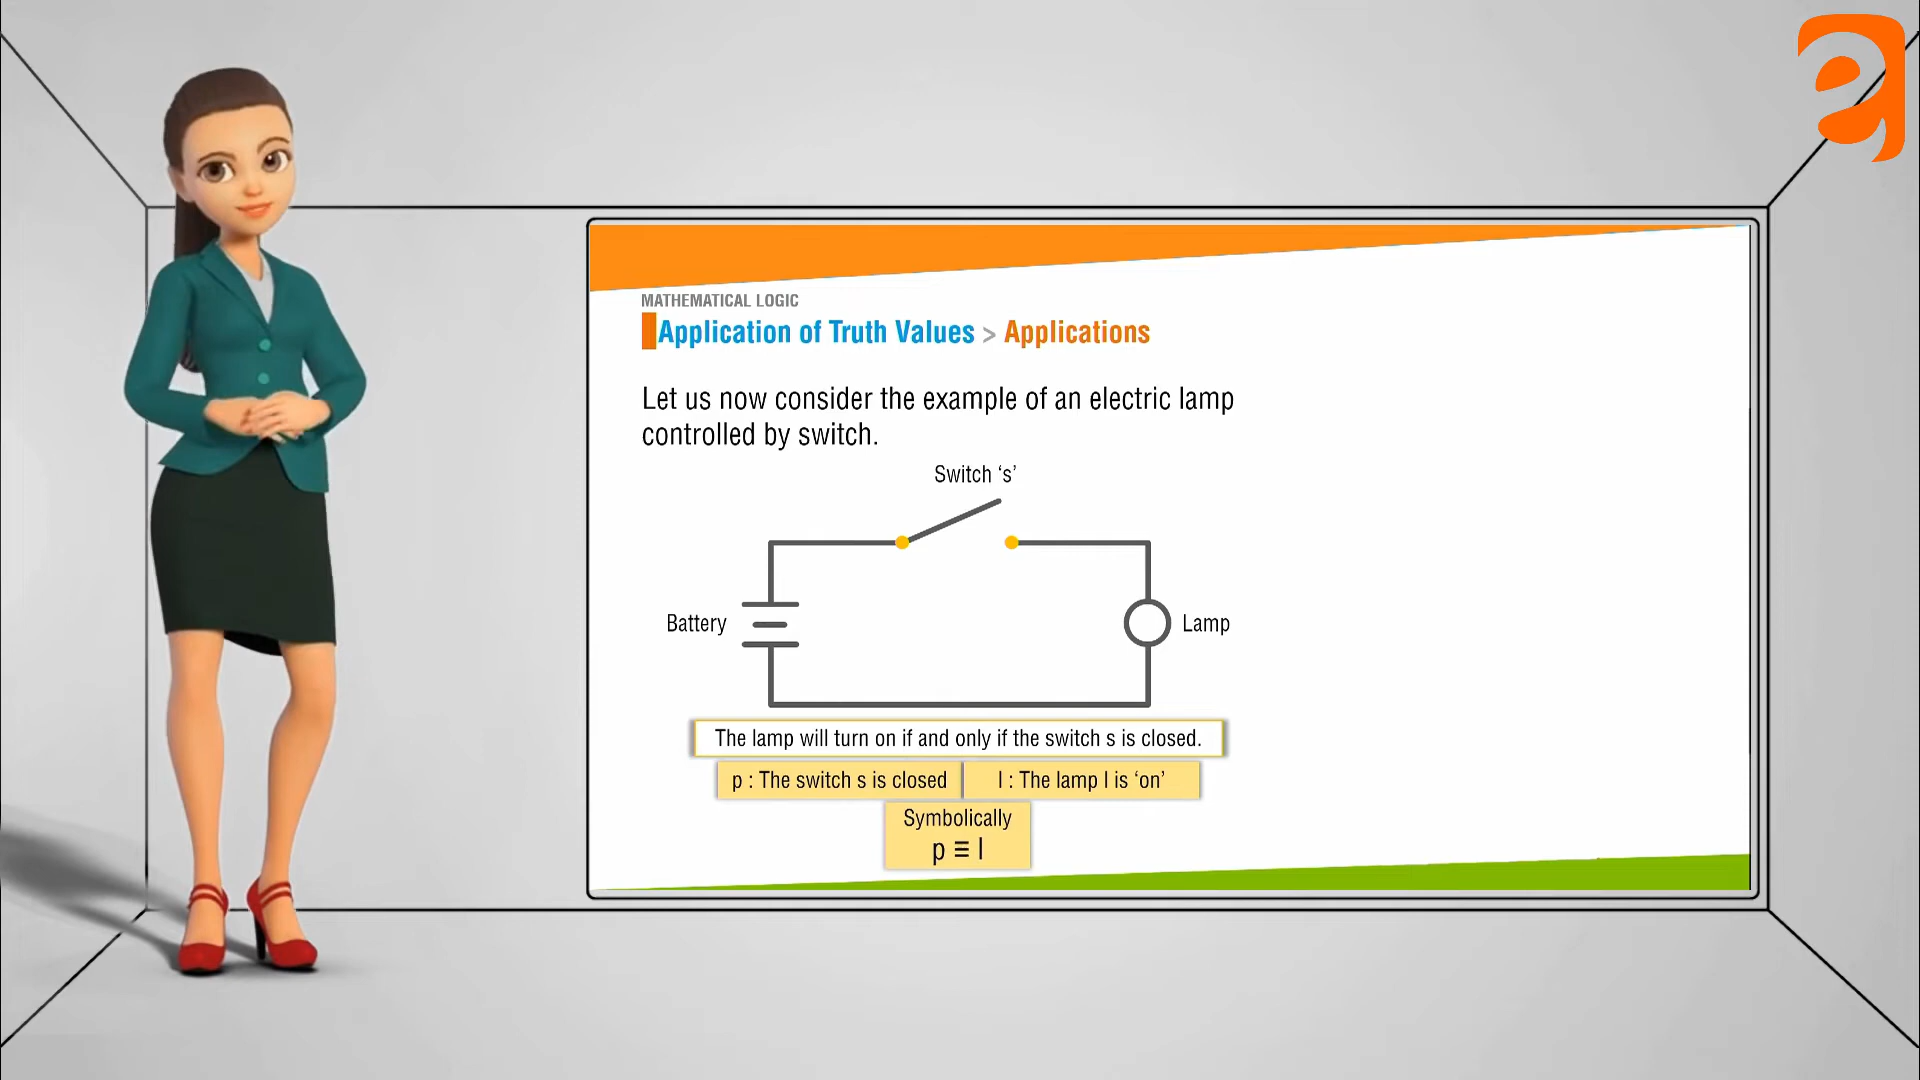 MATHEMATICAL LOGIC
Application of Truth Values > Applications
Let us now consider the example of an electric lamp
controlled by switch.
Switch ‘s’
Battery
Lamp
The lamp will turn on if and only if the switch s is closed.
p : The switch s is closed
l : The lamp l is ‘on’
Symbolically
p ≡ l